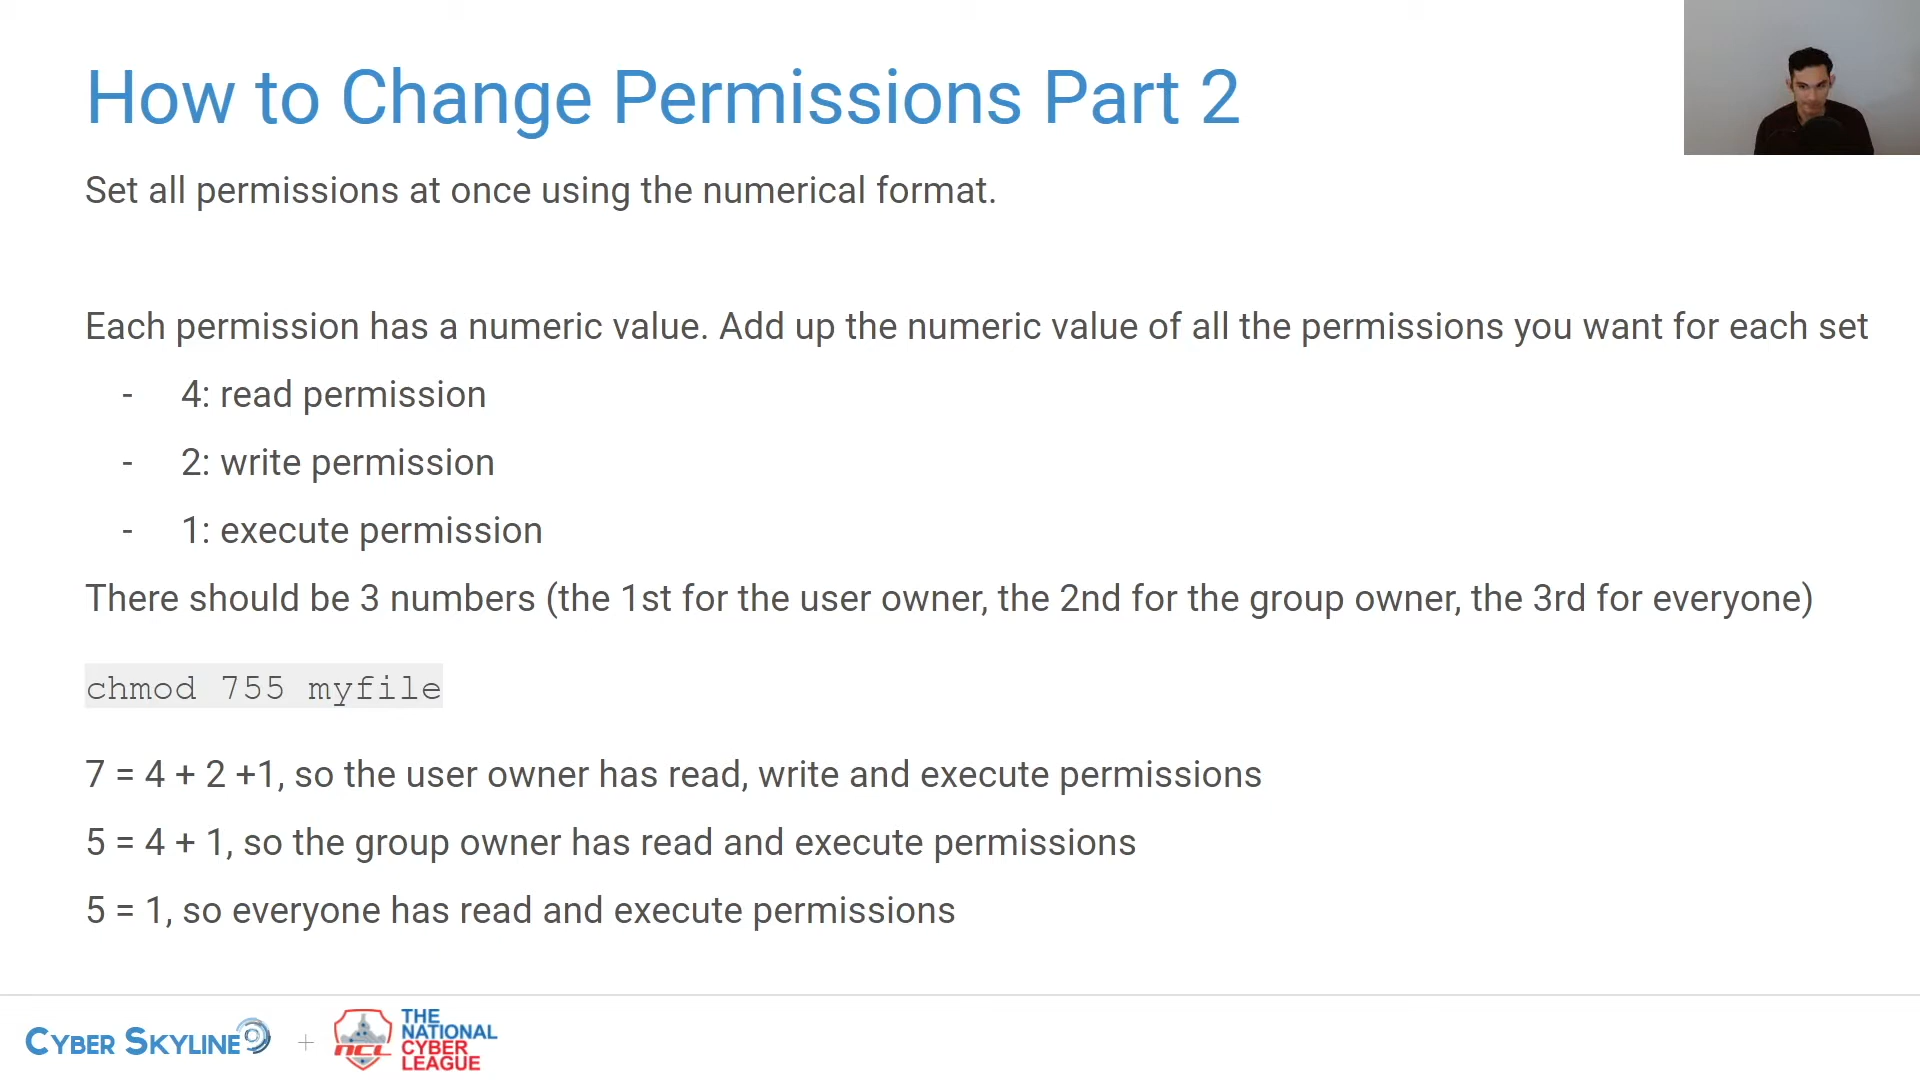 How to Change Permissions Part 2
Set all permissions at once using the numerical format.
Each permission has a numeric value. Add up the numeric value of all the permissions you want for each set
- 4: read permission
- 2: write permission
- 1: execute permission
There should be 3 numbers (the 1st for the user owner, the 2nd for the group owner, the 3rd for everyone)
chmod 755 myfile
7 = 4 + 2 +1, so the user owner has read, write and execute permissions
5 = 4 + 1, so the group owner has read and execute permissions
5 = 1, so everyone has read and execute permissions
CYBER SKYLINE
+
NCL
THE
NATIONAL
CYBER
LEAGUE